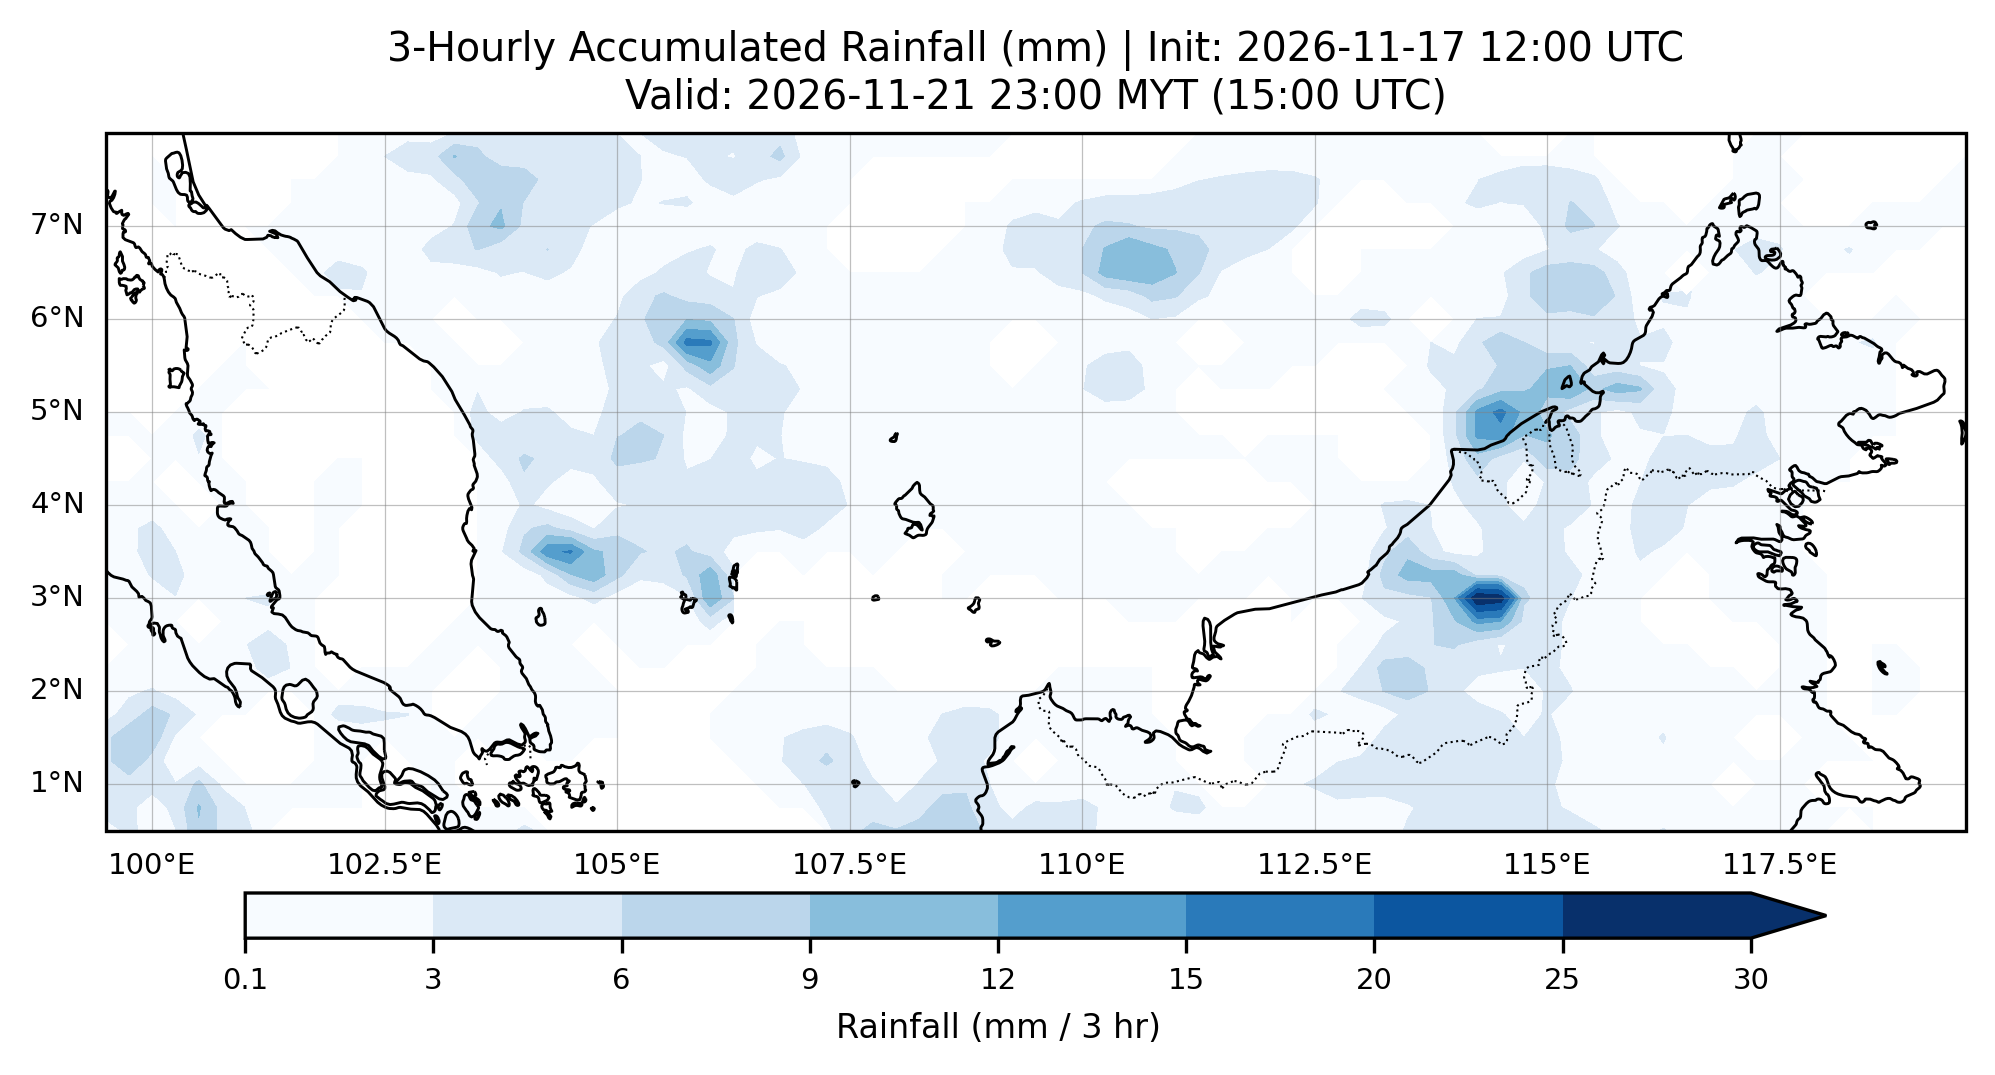 3-Hourly Accumulated Rainfall (mm) | Init: 2026-11-17 12:00 UTC
Valid: 2026-11-21 23:00 MYT (15:00 UTC)
7°N
6°N
5°N
4°N
3°N
2°N
1°N
100°E 102.5°E 105°E 107.5°E 110°E 112.5°E 115°E 117.5°E
0.1 3 6 9 12 15 20 25 30
Rainfall (mm / 3 hr)